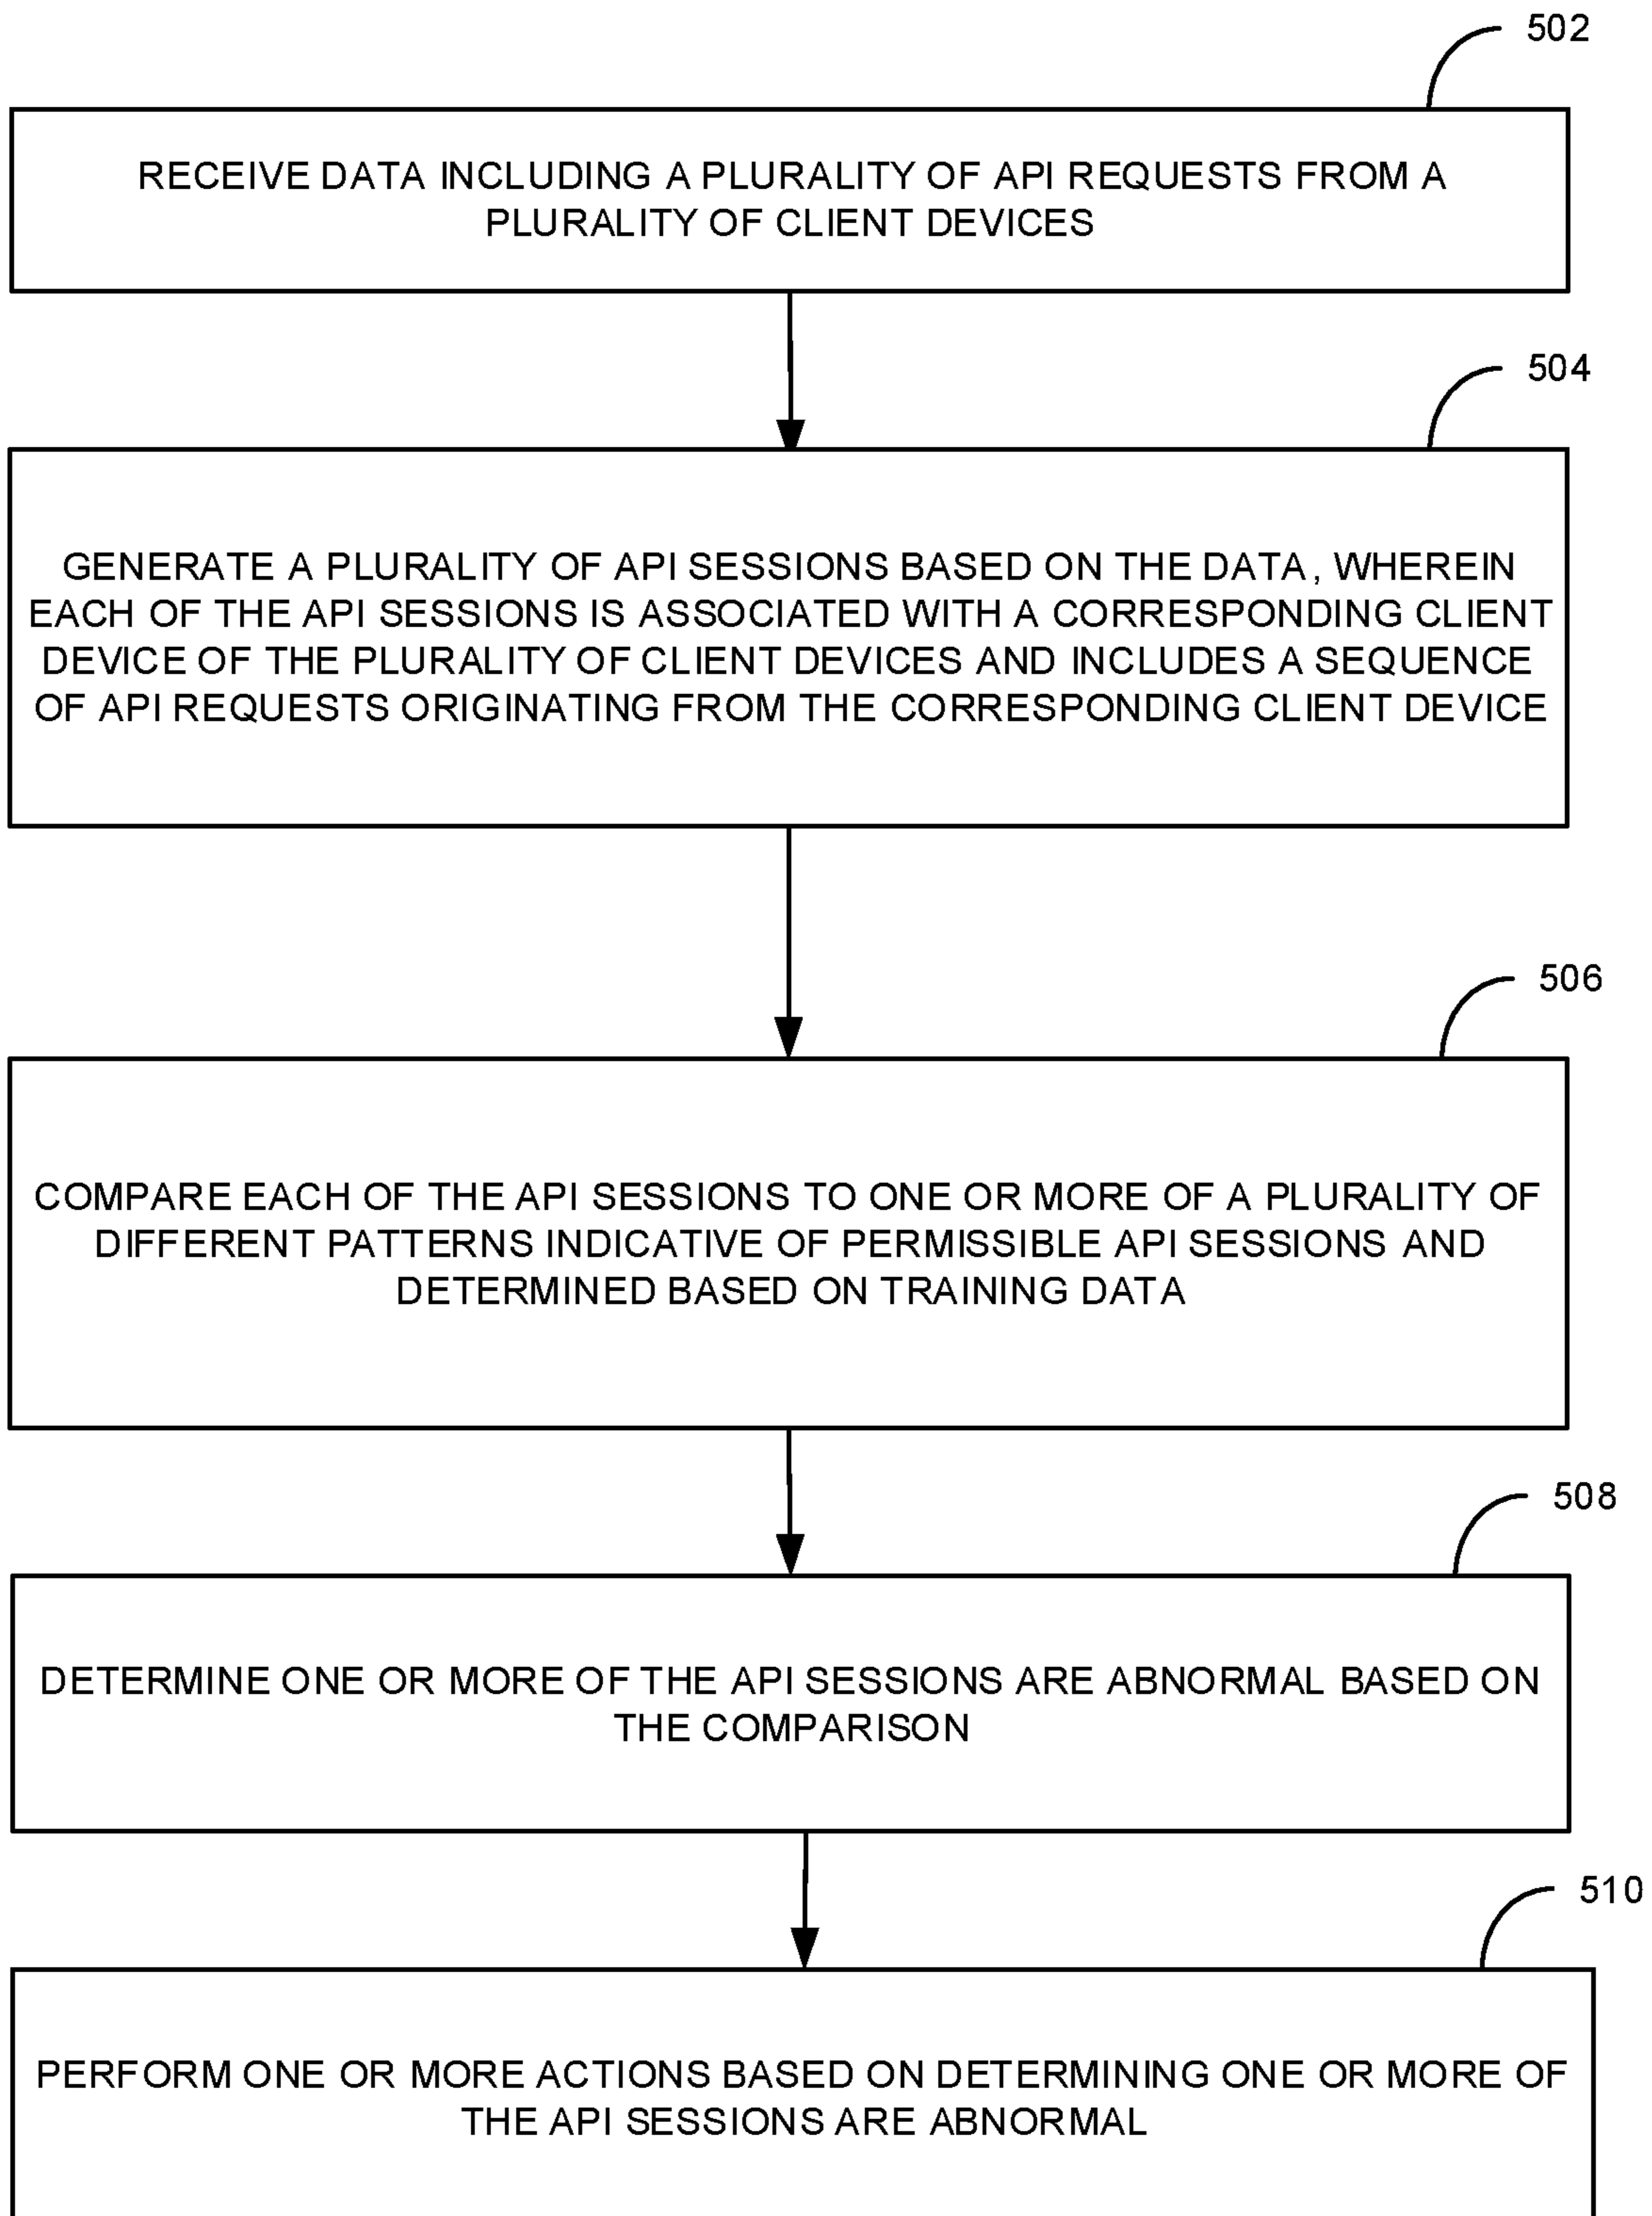 502
RECEIVE DATA INCLUDING A PLURALITY OF API REQUESTS FROM A
PLURALITY OF CLIENT DEVICES
504
GENERATE A PLURALITY OF API SESSIONS BASED ON THE DATA, WHEREIN
EACH OF THE API SESSIONS IS ASSOCIATED WITH A CORRESPONDING CLIENT
DEVICE OF THE PLURALITY OF CLIENT DEVICES AND INCLUDES A SEQUENCE
OF API REQUESTS ORIGINATING FROM THE CORRESPONDING CLIENT DEVICE
506
COMPARE EACH OF THE API SESSIONS TO ONE OR MORE OF A PLURALITY OF
DIFFERENT PATTERNS INDICATIVE OF PERMISSIBLE API SESSIONS AND
DETERMINED BASED ON TRAINING DATA
508
DETERMINE ONE OR MORE OF THE API SESSIONS ARE ABNORMAL BASED ON
THE COMPARISON
510
PERFORM ONE OR MORE ACTIONS BASED ON DETERMINING ONE OR MORE OF
THE API SESSIONS ARE ABNORMAL